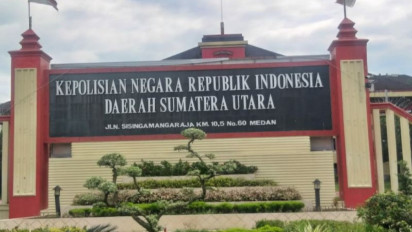 KEPOLISIAN NEGARA REPUBLIK INDONESIA
DAERAH SUMATERA UTARA
JLN. SISINGAMANGARAJA KM. 10,5 No. 60 MEDAN